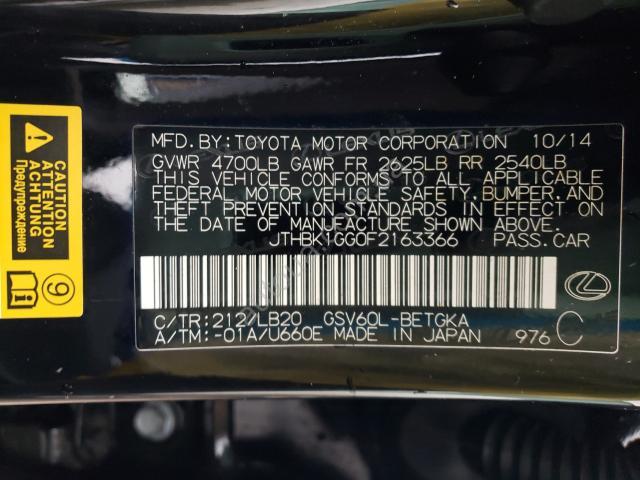 MFD.BY:TOYOTA MOTOR CORPORATION 10/14
GVWR 4700LB GAWR FR 2625LB RR 2540LB
THIS VEHICLE CONFORMS TO ALL APPLICABLE
FEDERAL MOTOR VEHICLE SAFETY,BUMPER,AND
THEFT PREVENTION STANDARDS IN EFFECT ON
THE DATE OF MANUFACTURE SHOWN ABOVE.
JTHBK1GG0F2163366 PASS.CAR
C/TR:212/LB20 GSV60L-BETGKA
A/TM:-01A/U660E MADE IN JAPAN 976 C
Предупреждение
Achtung
Attention
Caution
9